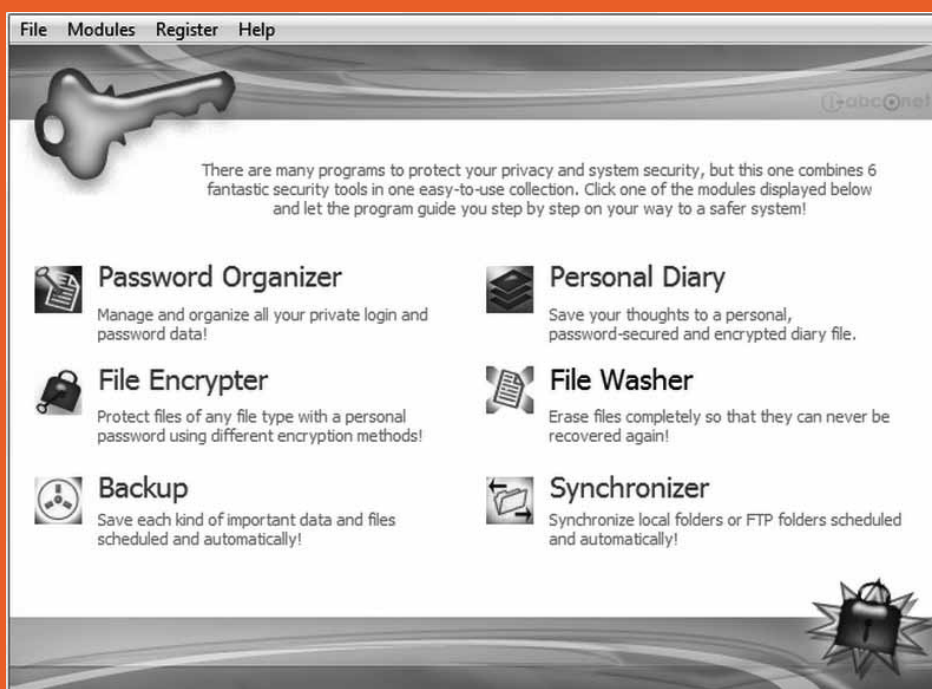 File Modules Register Help
There are many programs to protect your privacy and system security, but this one combines 6
fantastic security tools in one easy-to-use collection. Click one of the modules displayed below
and let the program guide you step by step on your way to a safer system!
Password Organizer
Manage and organize all your private login and
password data!
Personal Diary
Save your thoughts to a personal,
password-secured and encrypted diary file.
File Encrypter
Protect files of any file type with a personal
password using different encryption methods!
File Washer
Erase files completely so that they can never be
recovered again!
Backup
Save each kind of important data and files
scheduled and automatically!
Synchronizer
Synchronize local folders or FTP folders scheduled
and automatically!